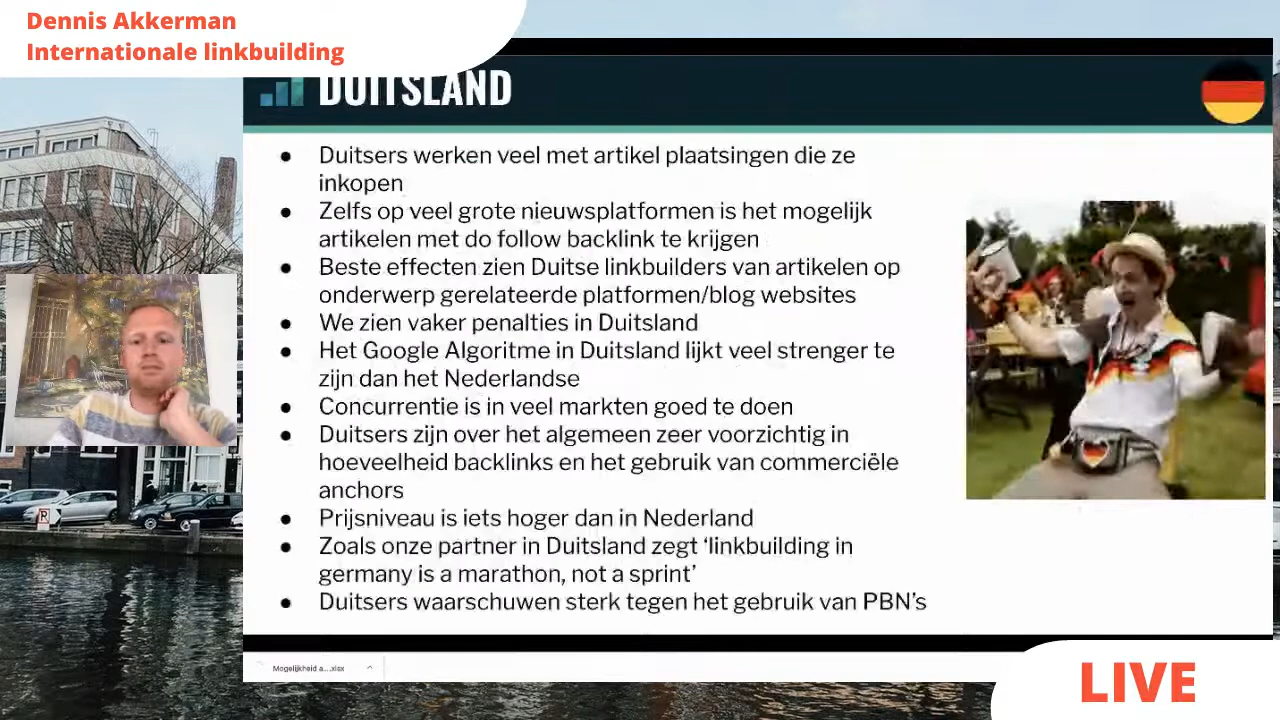 Dennis Akkerman
Internationale linkbuilding
DUITSLAND
● Duitsers werken veel met artikel plaatsingen die ze
inkopen
● Zelfs op veel grote nieuwsplatformen is het mogelijk
artikelen met do follow backlink te krijgen
● Beste effecten zien Duitse linkbuilders van artikelen op
onderwerp gerelateerde platformen/blog websites
● We zien vaker penalties in Duitsland
● Het Google Algoritme in Duitsland lijkt veel strenger te
zijn dan het Nederlandse
● Concurrentie is in veel markten goed te doen
● Duitsers zijn over het algemeen zeer voorzichtig in
hoeveelheid backlinks en het gebruik van commerciële
anchors
● Prijsniveau is iets hoger dan in Nederland
● Zoals onze partner in Duitsland zegt ‘linkbuilding in
germany is a marathon, not a sprint’
● Duitsers waarschuwen sterk tegen het gebruik van PBN’s
Mogelijkheid a....xlsx
LIVE